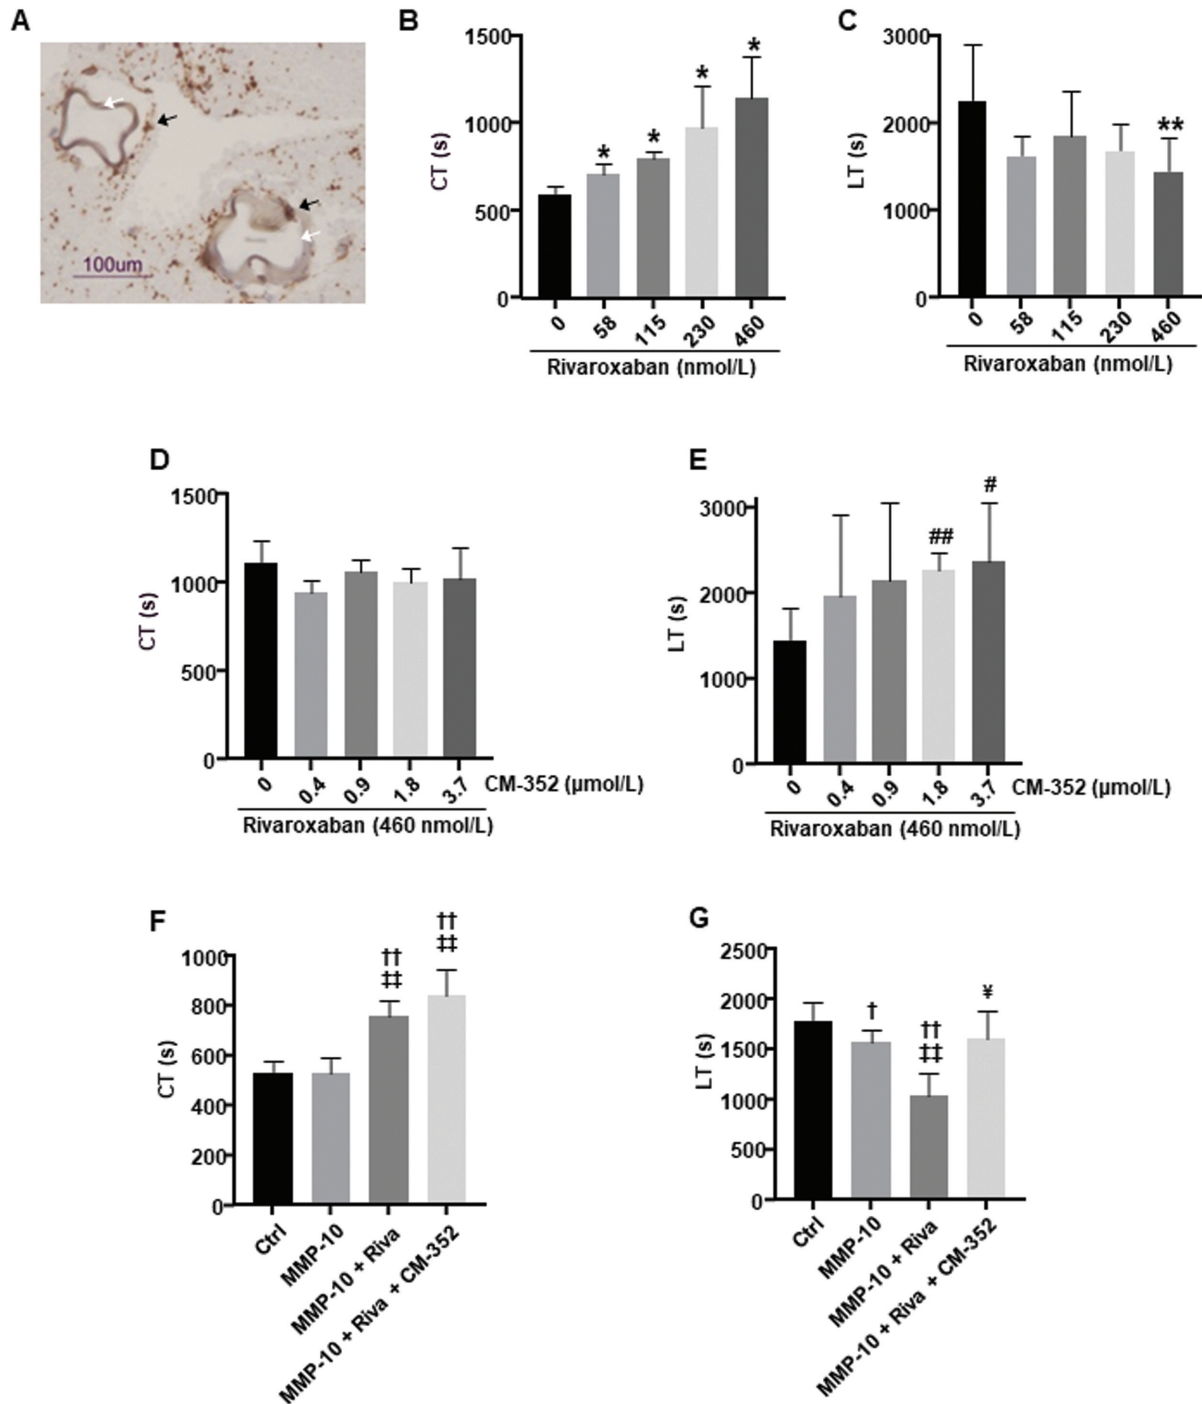 A
100um
B
CT (s)
1500
1000
500
0
*
*
*
*
0
58
115
230
460
Rivaroxaban (nmol/L)
C
LT (s)
3000
2000
1000
0
**
0
58
115
230
460
Rivaroxaban (nmol/L)
D
CT (s)
1500
1000
500
0
0
0.4
0.9
1.8
3.7
CM-352 (µmol/L)
Rivaroxaban (460 nmol/L)
E
LT (s)
3000
2000
1000
0
##
#
0
0.4
0.9
1.8
3.7
CM-352 (µmol/L)
Rivaroxaban (460 nmol/L)
F
CT (s)
1000
800
600
400
200
0
††
‡‡
††
‡‡
Ctrl
MMP-10
MMP-10 + Riva
MMP-10 + Riva + CM-352
G
LT (s)
2500
2000
1500
1000
500
0
†
††
‡‡
¥
Ctrl
MMP-10
MMP-10 + Riva
MMP-10 + Riva + CM-352